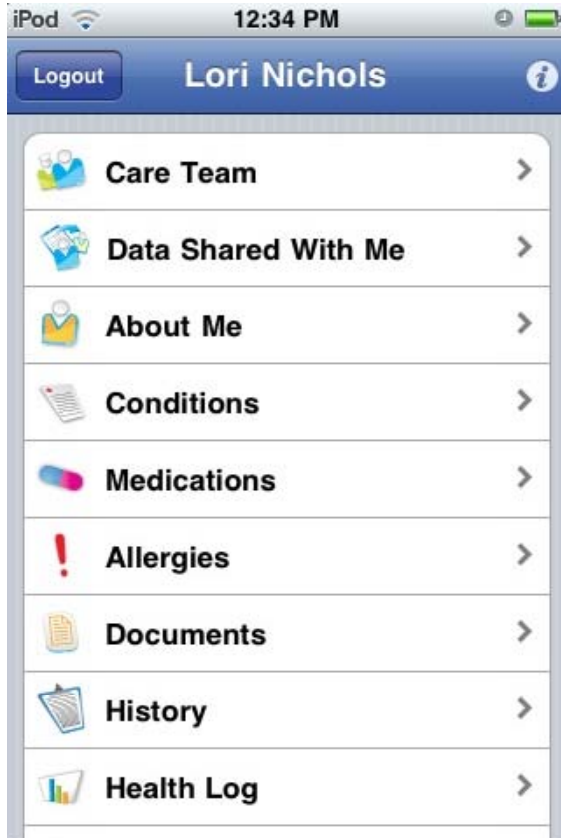 iPod 12:34 PM
Logout Lori Nichols i
Care Team
Data Shared With Me
About Me
Conditions
Medications
Allergies
Documents
History
Health Log